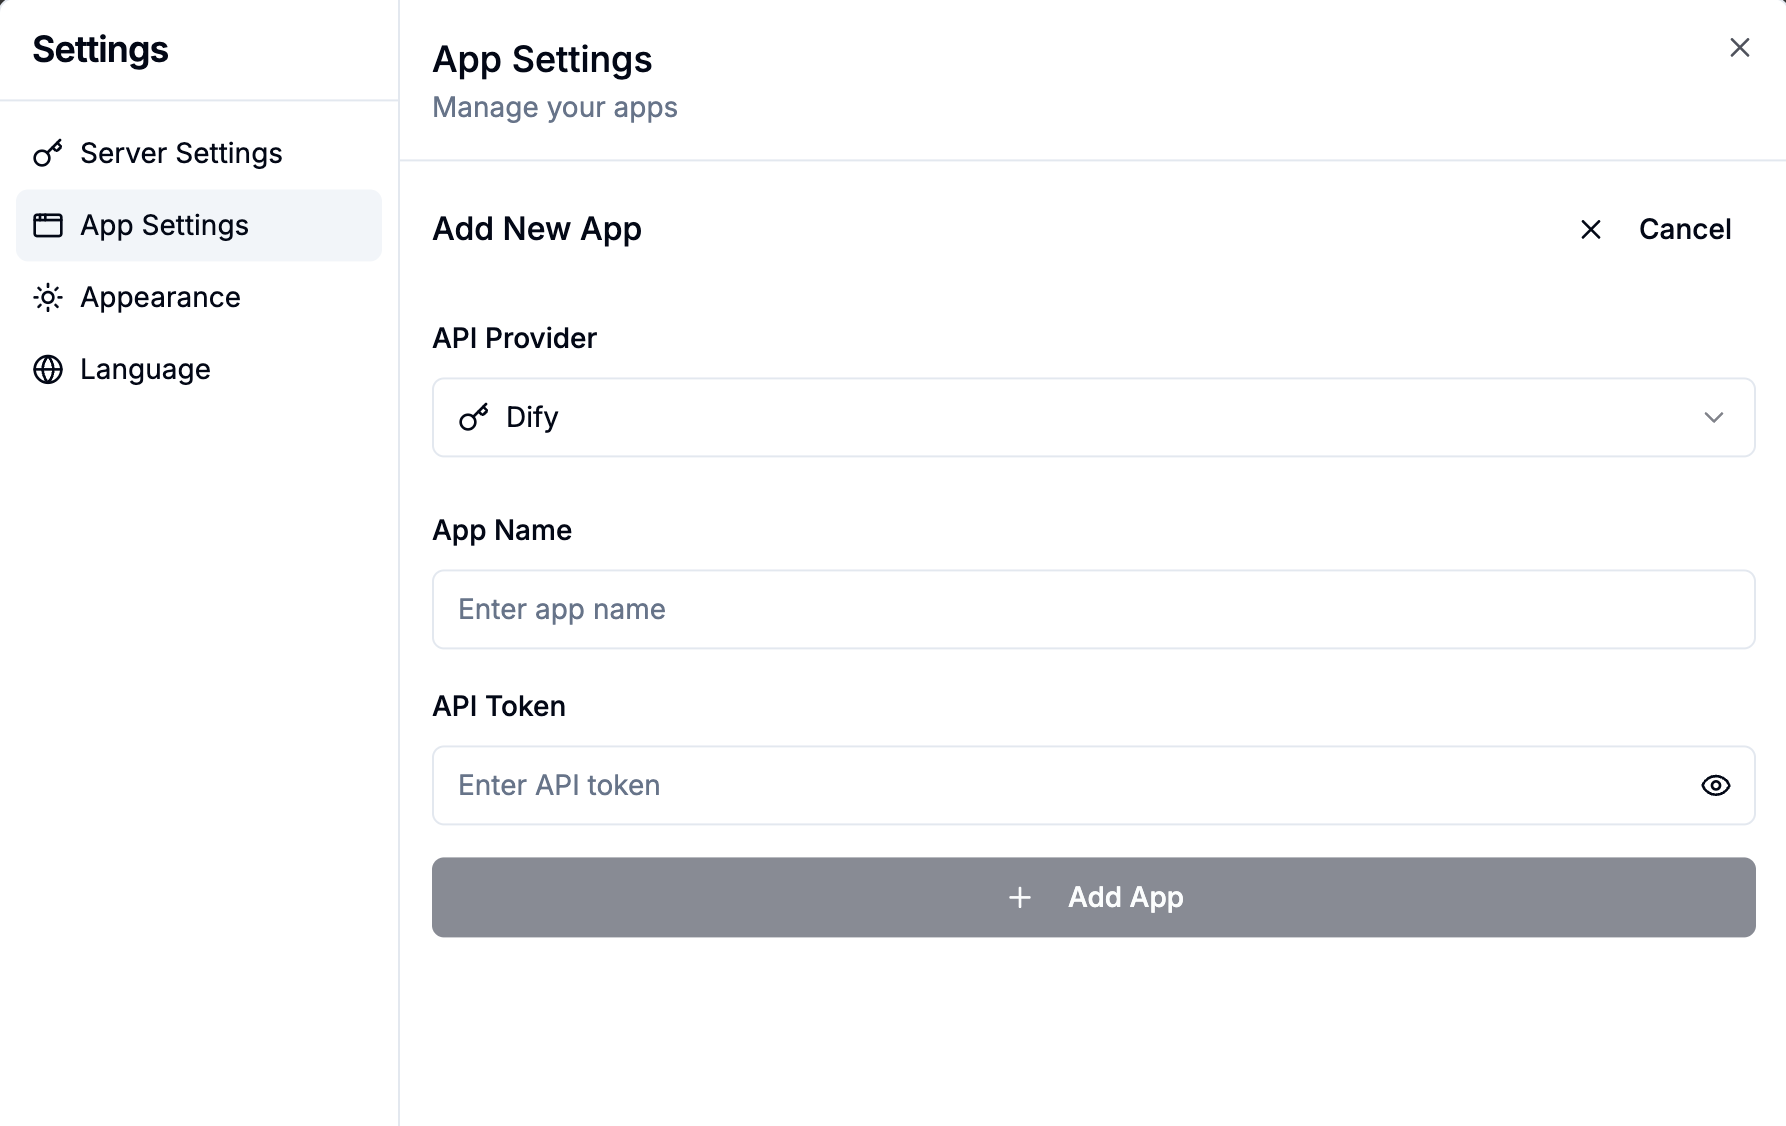 Settings
Server Settings
App Settings
Appearance
Language
App Settings
Manage your apps
Add New App
Cancel
API Provider
Dify
App Name
Enter app name
API Token
Enter API token
Add App